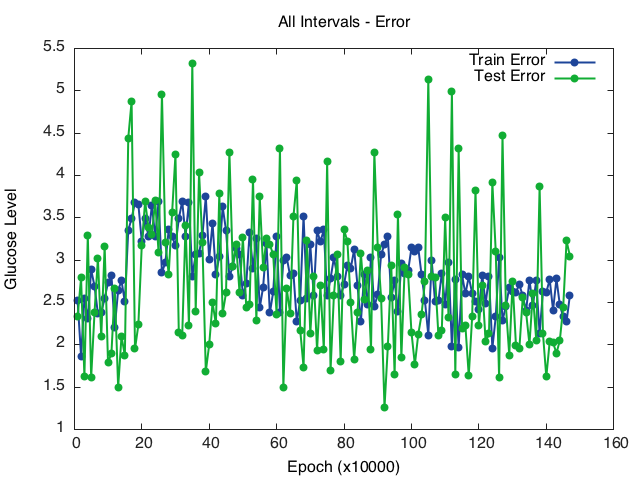 All Intervals - Error
Train Error
Test Error
5.5
5
4.5
4
3.5
3
2.5
2
1.5
1
Glucose Level
0 20 40 60 80 100 120 140 160
Epoch (x10000)